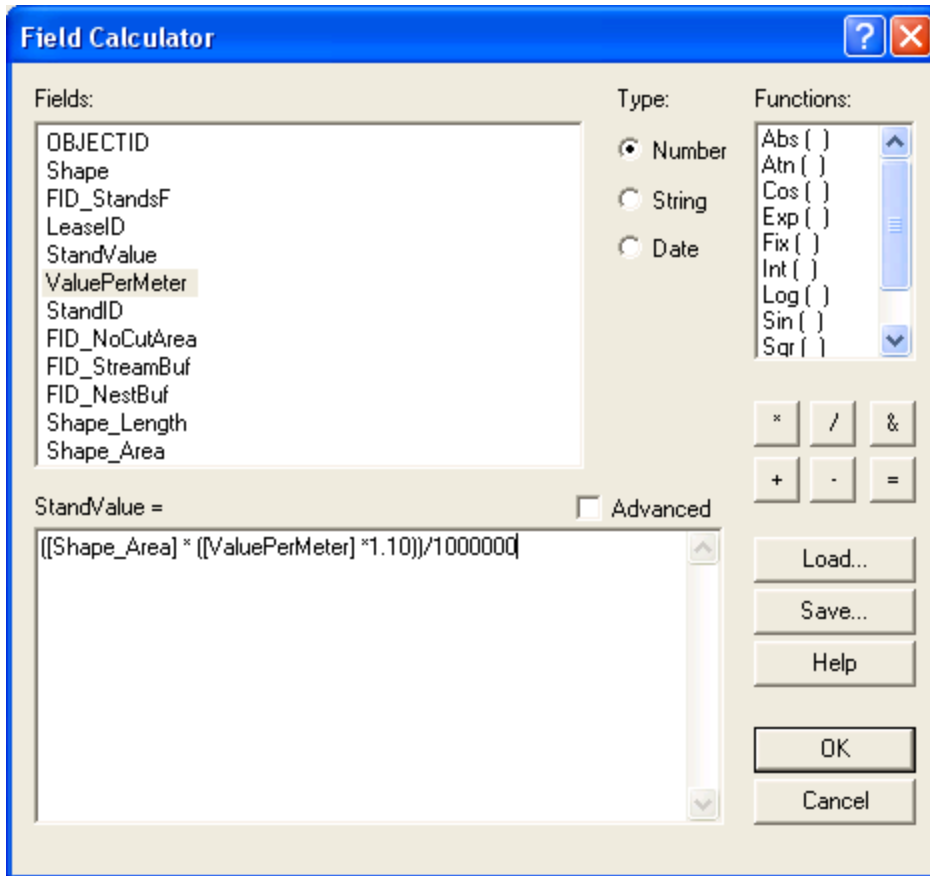 Field Calculator
Fields:
OBJECTID
Shape
FID_StandsF
LeaseID
StandValue
ValuePerMeter
StandID
FID_NoCutArea
FID_StreamBuf
FID_NestBuf
Shape_Length
Shape_Area
Type:
Number
String
Date
Functions:
Abs ( )
Atn ( )
Cos ( )
Exp ( )
Fix ( )
Int ( )
Log ( )
Sin ( )
Sqr ( )
* / &
+ - =
StandValue =
Advanced
([Shape_Area] * ([ValuePerMeter] *1.10))/1000000
Load...
Save...
Help
OK
Cancel